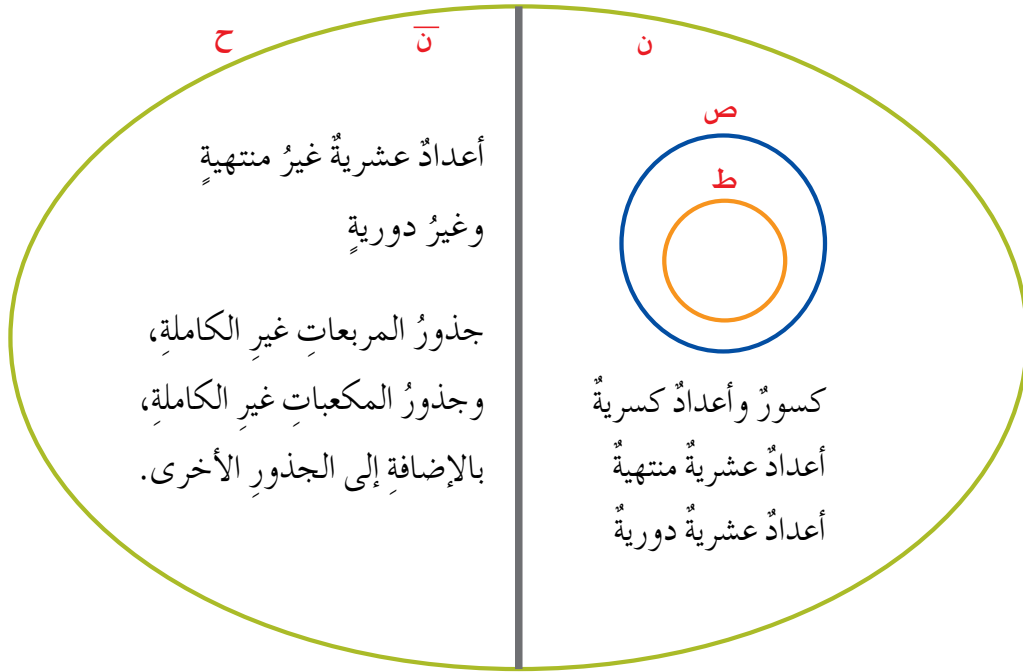 ن
ص
ط
كسورٌ وأعدادٌ كسريةٌ
أعدادٌ عشريةٌ منتهيةٌ
أعدادٌ عشريةٌ دوريةٌ
ن̅
ح
أعدادٌ عشريةٌ غيرُ منتهيةٍ
وغيرُ دوريةٍ
جذورُ المربعاتِ غيرِ الكاملةِ،
وجذورُ المكعباتِ غيرِ الكاملةِ،
بالإضافةِ إلى الجذورِ الأخرى.